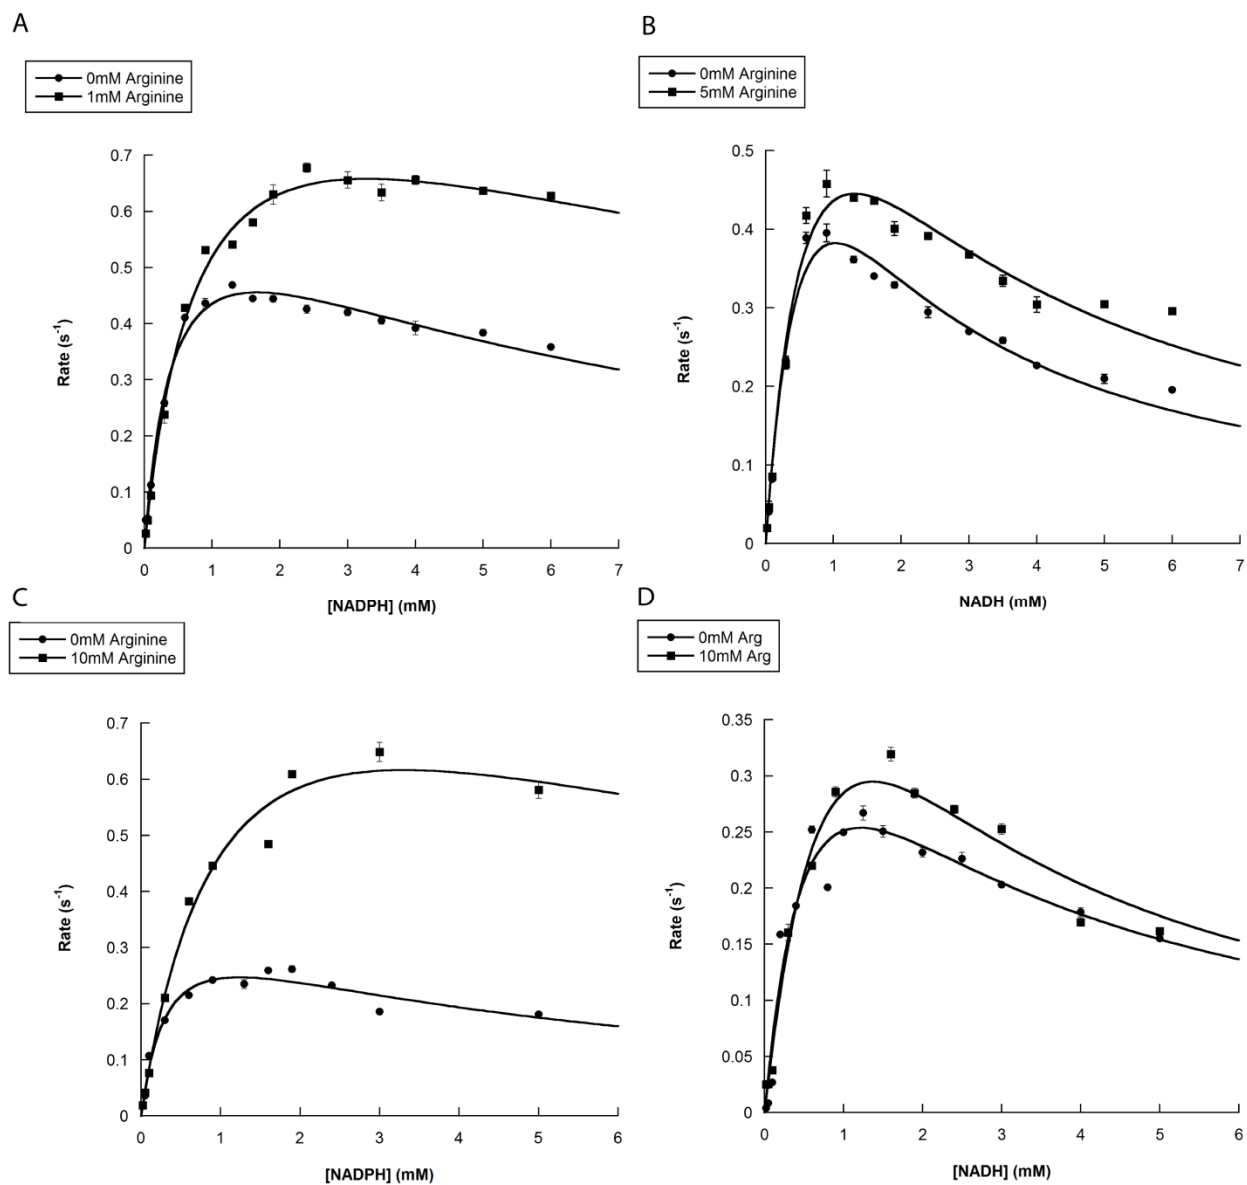 A
0mM Arginine
1mM Arginine
0.7
0.6
0.5
0.4
0.3
0.2
0.1
0
Rate (s-1)
0 1 2 3 4 5 6 7
[NADPH] (mM)
B
0mM Arginine
5mM Arginine
0.5
0.4
0.3
0.2
0.1
0
Rate (s-1)
0 1 2 3 4 5 6 7
NADH (mM)
C
0mM Arginine
10mM Arginine
0.7
0.6
0.5
0.4
0.3
0.2
0.1
0
Rate (s-1)
0 1 2 3 4 5 6
[NADPH] (mM)
D
0mM Arg
10mM Arg
0.35
0.3
0.25
0.2
0.15
0.1
0.05
0
Rate (s-1)
0 1 2 3 4 5 6
[NADH] (mM)